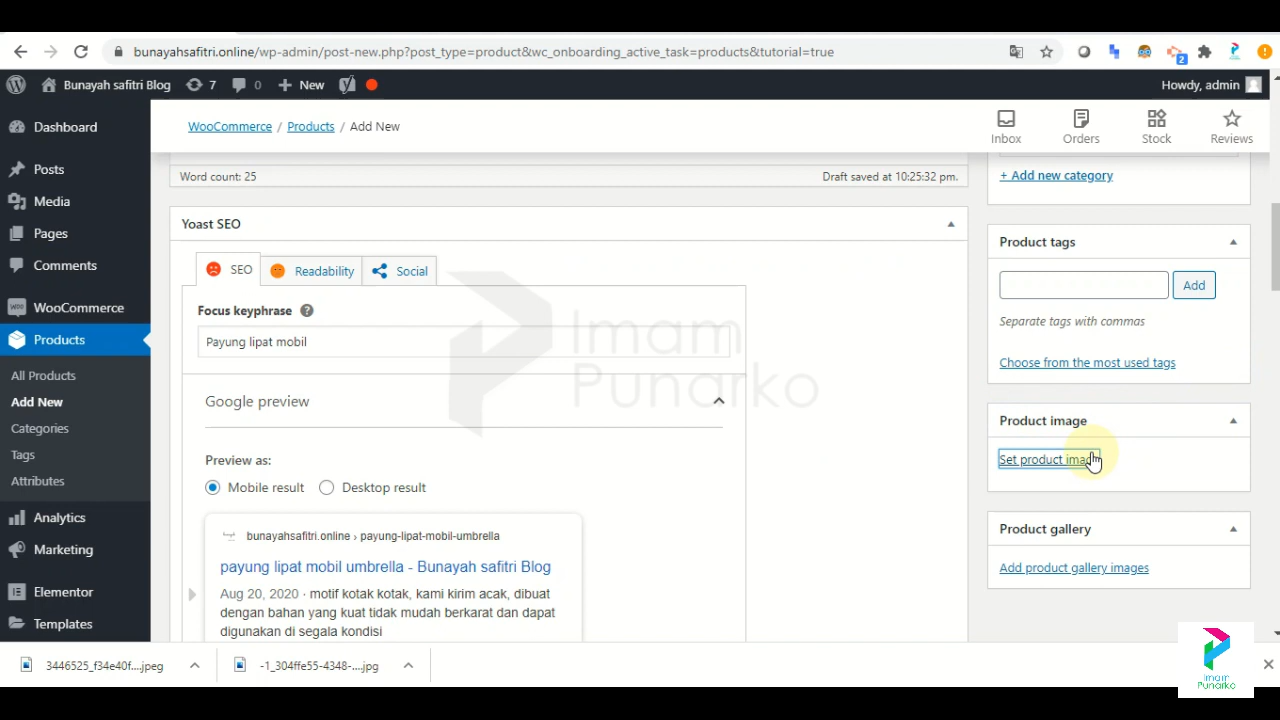 bunayahsafitri.online/wp-admin/post-new.php?post_type=product&wc_onboarding_active_task=products&tutorial=true
2
Bunayah safitri Blog
7
0
New
Howdy, admin
Dashboard
Posts
Media
Pages
Comments
WooCommerce
Products
All Products
Add New
Categories
Tags
Attributes
Analytics
Marketing
Elementor
Templates
WooCommerce / Products / Add New
Inbox
Orders
Stock
Reviews
Word count: 25
Draft saved at 10:25:32 pm.
Yoast SEO
SEO
Readability
Social
Focus keyphrase
Payung lipat mobil
Google preview
Preview as:
Mobile result
Desktop result
bunayahsafitri.online › payung-lipat-mobil-umbrella
payung lipat mobil umbrella - Bunayah safitri Blog
Aug 20, 2020 · motif kotak kotak, kami kirim acak, dibuat
dengan bahan yang kuat tidak mudah berkarat dan dapat
digunakan di segala kondisi
Imam
Punarko
+ Add new category
Product tags
Add
Separate tags with commas
Choose from the most used tags
Product image
Set product image
Product gallery
Add product gallery images
3446525_f34e40f....jpeg
-1_304ffe55-4348-....jpg
Imam
Punarko